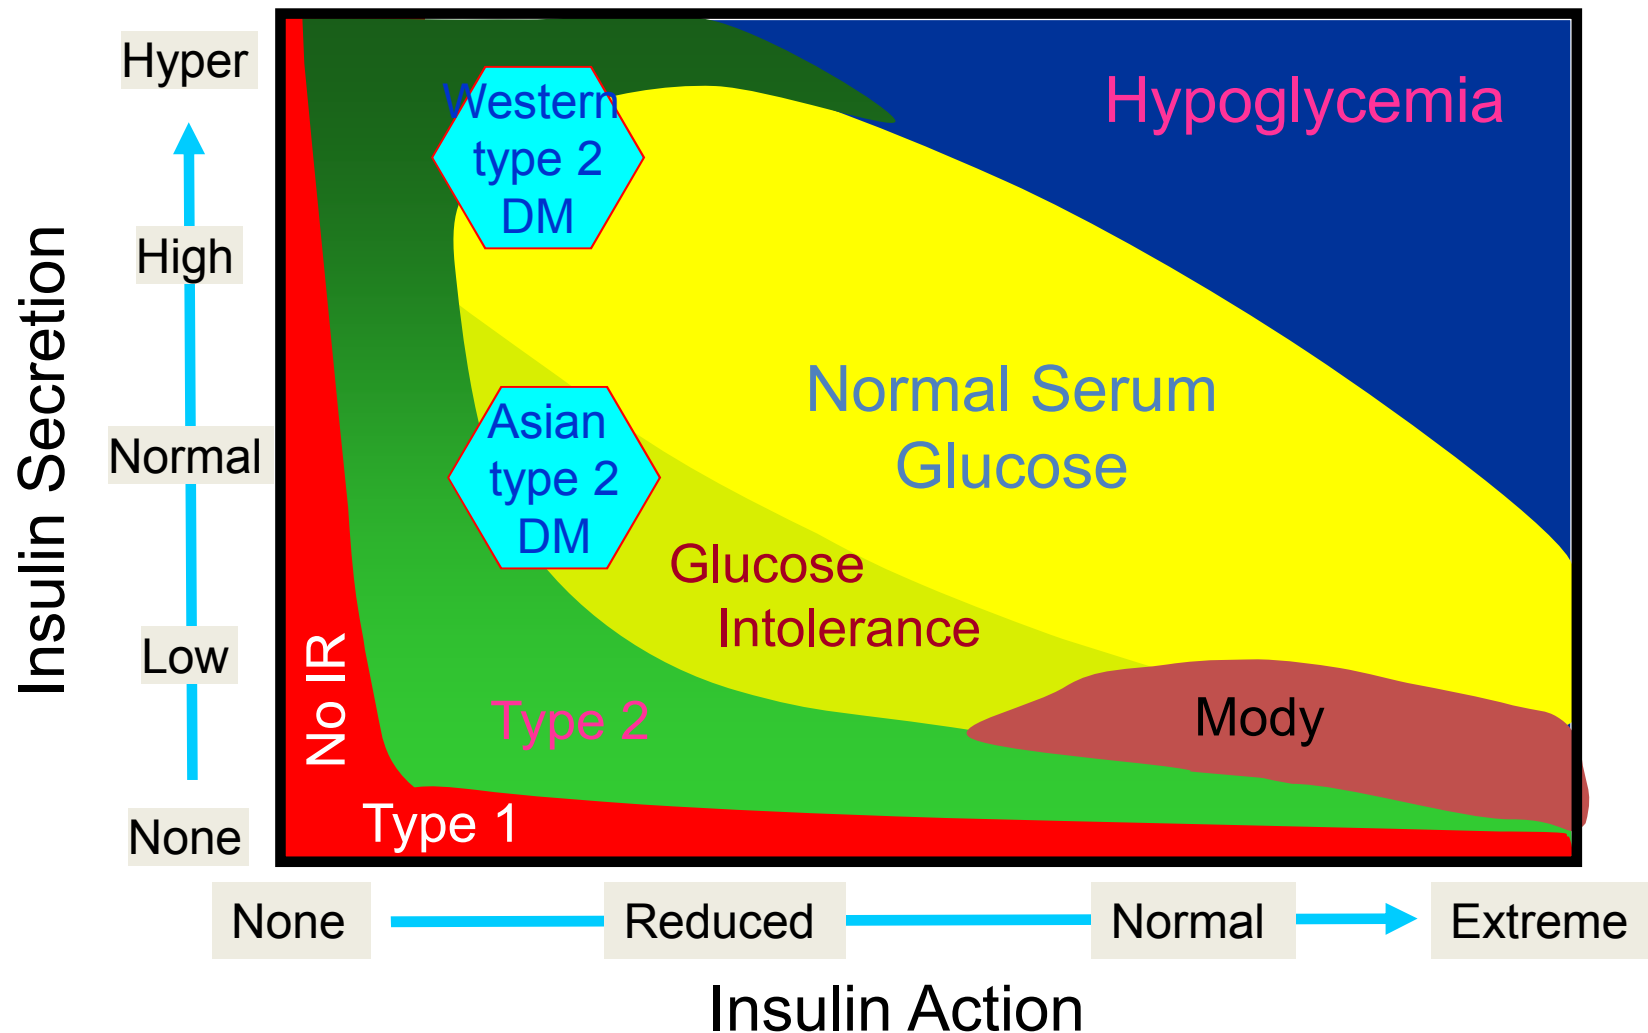 Hyper
Hypoglycemia
Western
type 2
DM
High
Insulin Secretion
Normal Serum
Glucose
Asian
type 2
DM
Normal
Glucose
Intolerance
Low
No IR
Type 2
Mody
Type 1
None
None
Reduced
Normal
Extreme
Insulin Action